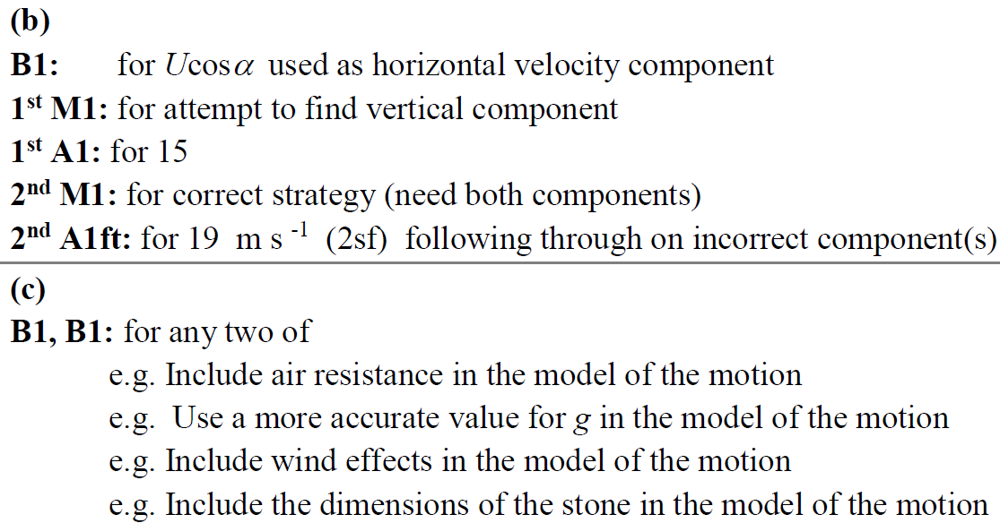 (b)
B1: for Ucosα used as horizontal velocity component
1st M1: for attempt to find vertical component
1st A1: for 15
2nd M1: for correct strategy (need both components)
2nd A1ft: for 19 m s -1 (2sf) following through on incorrect component(s)
(c)
B1, B1: for any two of
e.g. Include air resistance in the model of the motion
e.g. Use a more accurate value for g in the model of the motion
e.g. Include wind effects in the model of the motion
e.g. Include the dimensions of the stone in the model of the motion